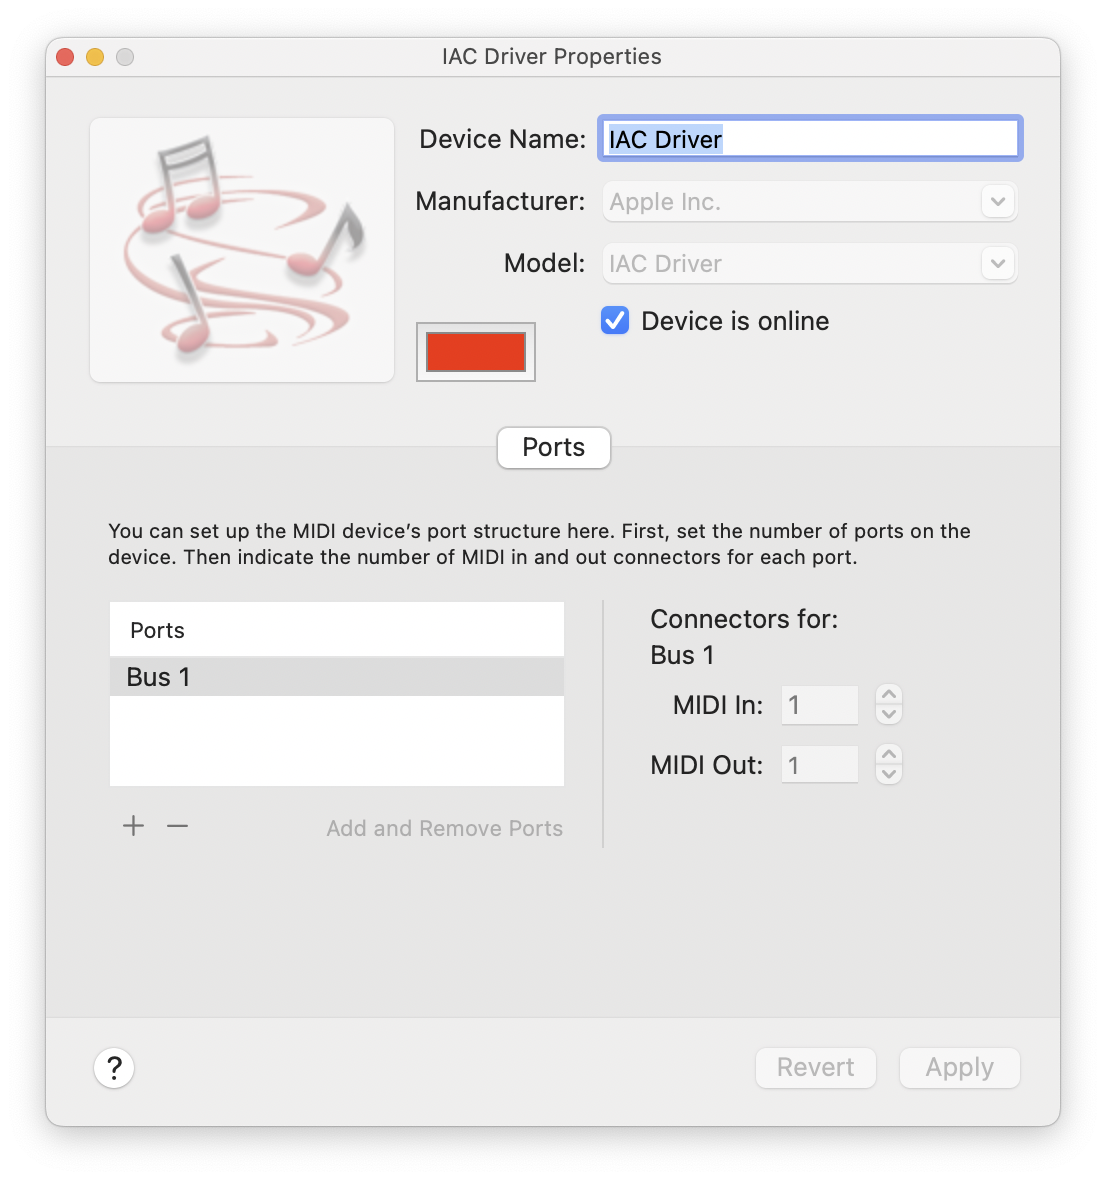 IAC Driver Properties
Device Name: IAC Driver
Manufacturer: Apple Inc.
Model: IAC Driver
Device is online
Ports
You can set up the MIDI device’s port structure here. First, set the number of ports on the
device. Then indicate the number of MIDI in and out connectors for each port.
Ports
Bus 1
Add and Remove Ports
Connectors for:
Bus 1
MIDI In: 1
MIDI Out: 1
?
Revert
Apply